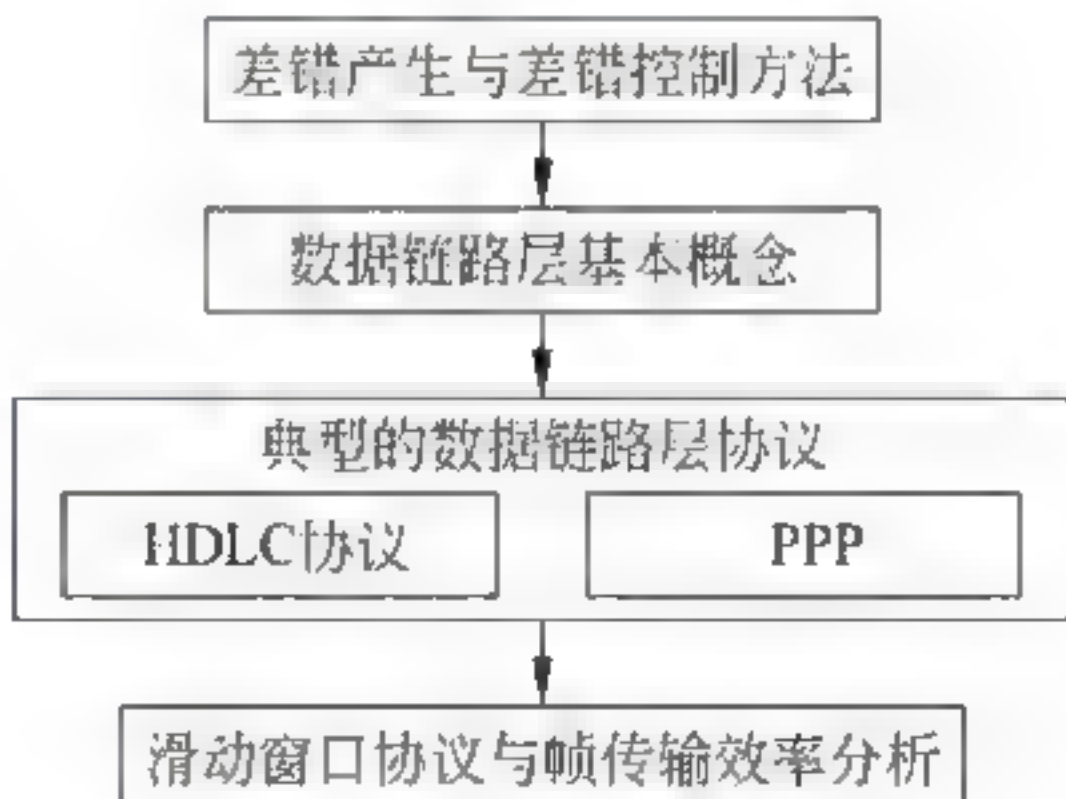 差错产生与差错控制方法
数据链路层基本概念
典型的数据链路层协议
HDLC协议
PPP
滑动窗口协议与帧传输效率分析